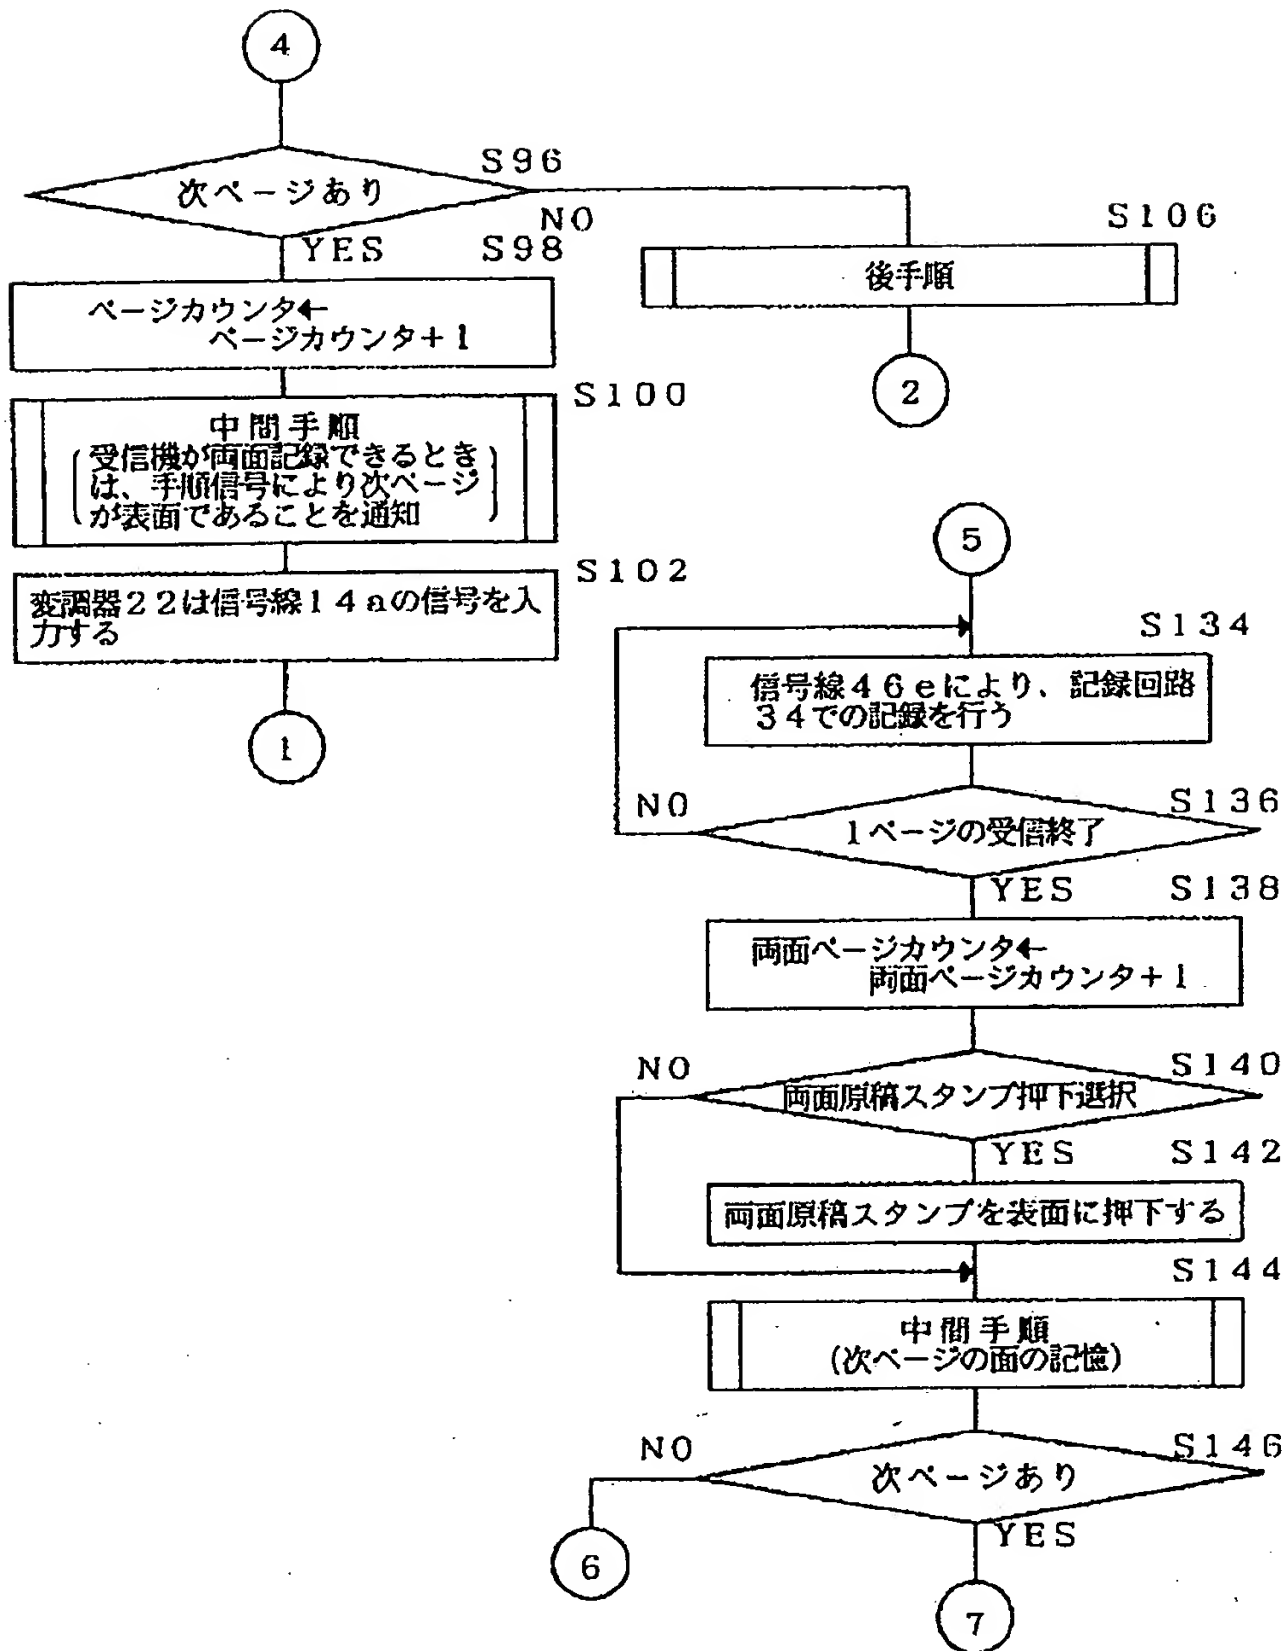 4
S96
次ページあり
NO
YES
S98
ページカウンタ←
ページカウンタ+1
S100
中間手順
(受信機が両面記録できるとき
は、手順信号により次ページ
が表面であることを通知)
S102
変調器22は信号線14aの信号を入
力する
1
S106
後手順
2
5
S134
信号線46eにより、記録回路
34での記録を行う
NO
S136
1ページの受信終了
YES
S138
両面ページカウンタ←
両面ページカウンタ+1
NO
S140
両面原稿スタンプ押下選択
YES
S142
両面原稿スタンプを表面に押下する
S144
中間手順
(次ページの面の記憶)
NO
S146
次ページあり
YES
6
7